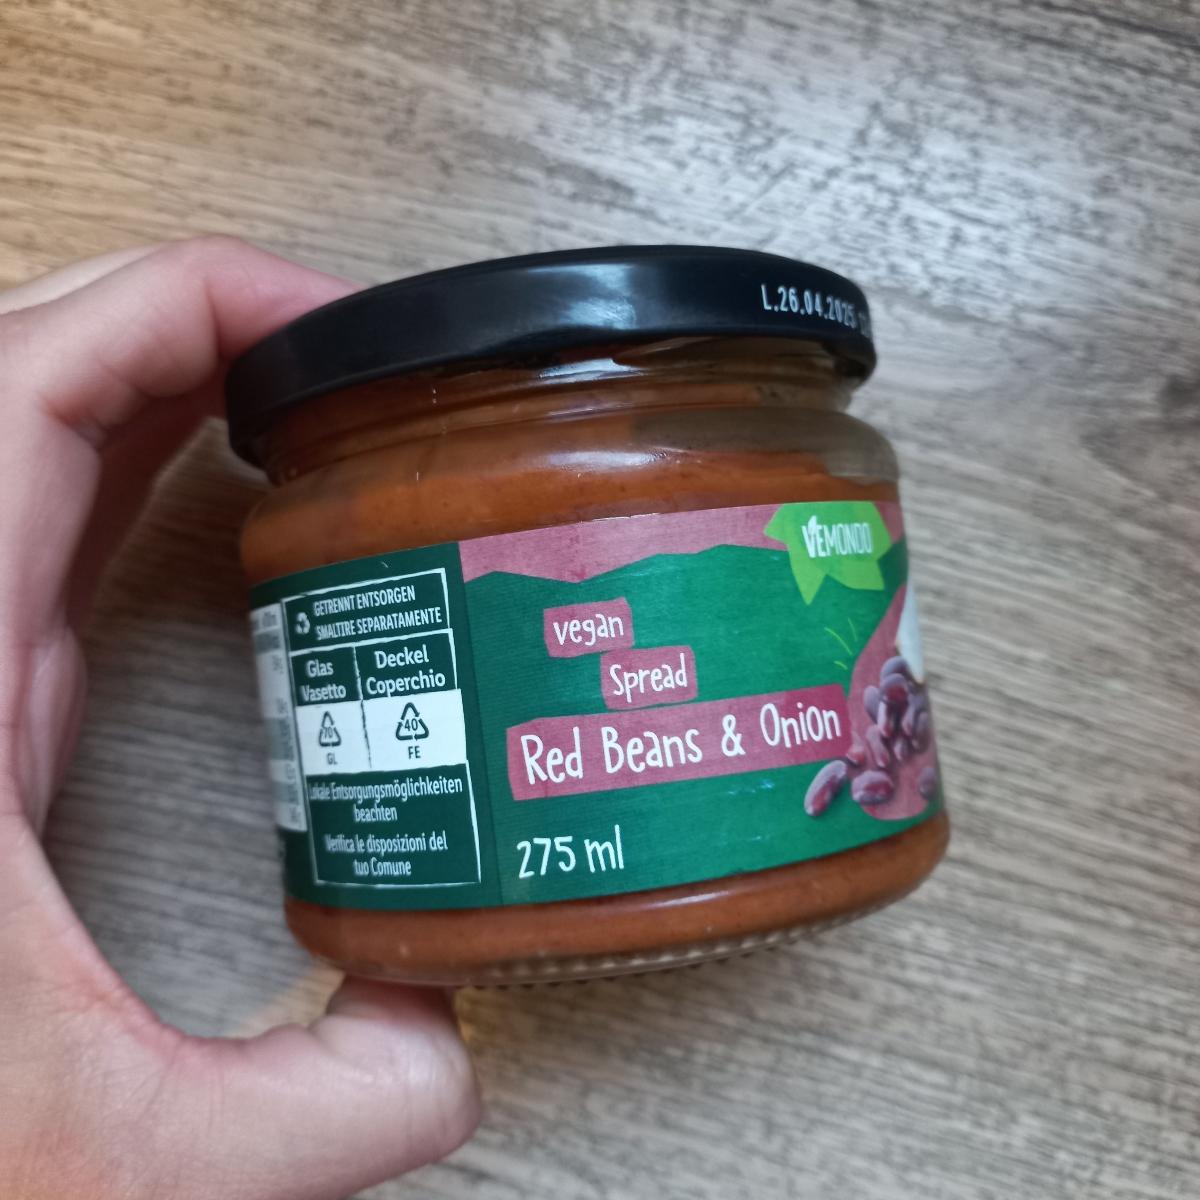 L.26.04.2025
VEMONDO
vegan
Spread
Red Beans & Onion
275 ml
GETRENNT ENTSORGEN
SMALTIRE SEPARATAMENTE
Glas
Vasetto
Deckel
Coperchio
70
GL
40
FE
Lokale Entsorgungsmöglichkeiten
beachten
Verifica le disposizioni del
tuo Comune